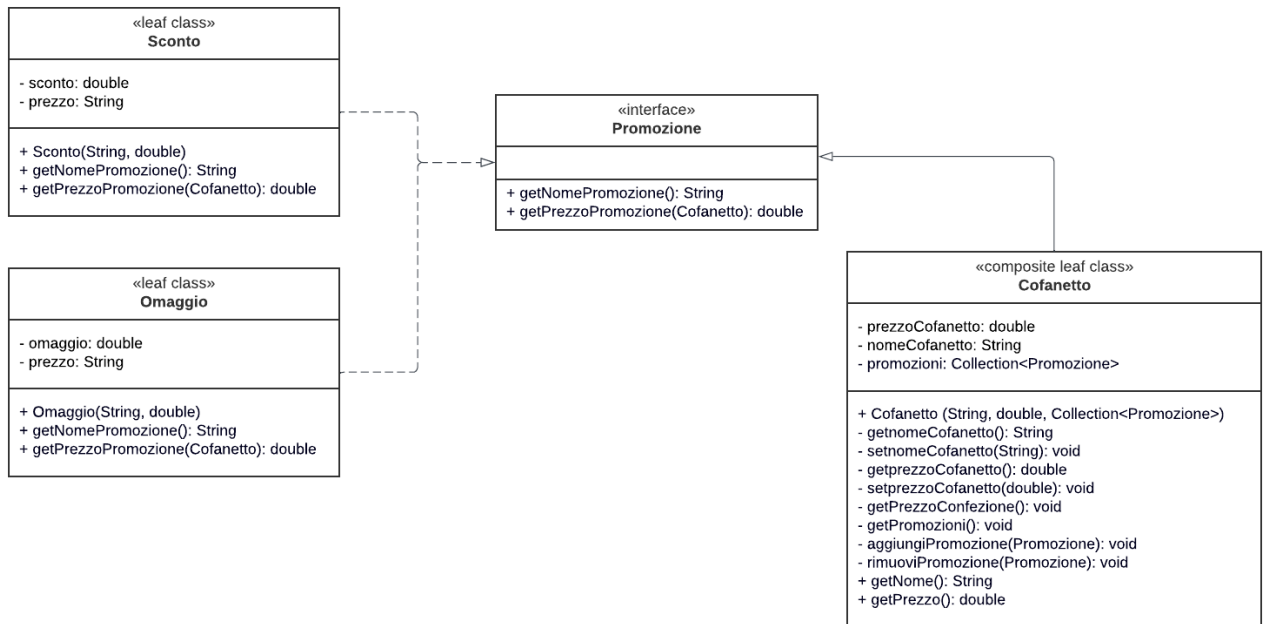 «leaf class»
Sconto
- sconto: double
- prezzo: String
+ Sconto(String, double)
+ getNomePromozione(): String
+ getPrezzoPromozione(Cofanetto): double
«interface»
Promozione
+ getNomePromozione(): String
+ getPrezzoPromozione(Cofanetto): double
«leaf class»
Omaggio
- omaggio: double
- prezzo: String
+ Omaggio(String, double)
+ getNomePromozione(): String
+ getPrezzoPromozione(Cofanetto): double
«composite leaf class»
Cofanetto
- prezzoCofanetto: double
- nomeCofanetto: String
- promozioni: Collection<Promozione>
+ Cofanetto (String, double, Collection<Promozione>)
- getnomeCofanetto(): String
- setnomeCofanetto(String): void
- getprezzoCofanetto(): double
- setprezzoCofanetto(double): void
- getPrezzoConfezione(): void
- getPromozioni(): void
- aggiungiPromozione(Promozione): void
- rimuoviPromozione(Promozione): void
+ getNome(): String
+ getPrezzo(): double